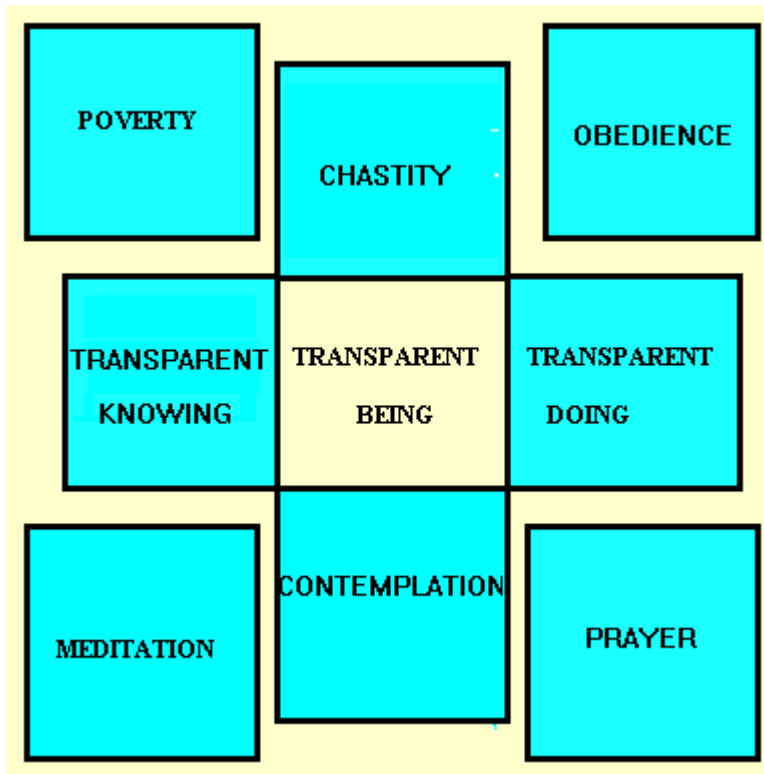 POVERTY
CHASTITY
OBEDIENCE
TRANSPARENT
KNOWING
TRANSPARENT
BEING
TRANSPARENT
DOING
MEDITATION
CONTEMPLATION
PRAYER